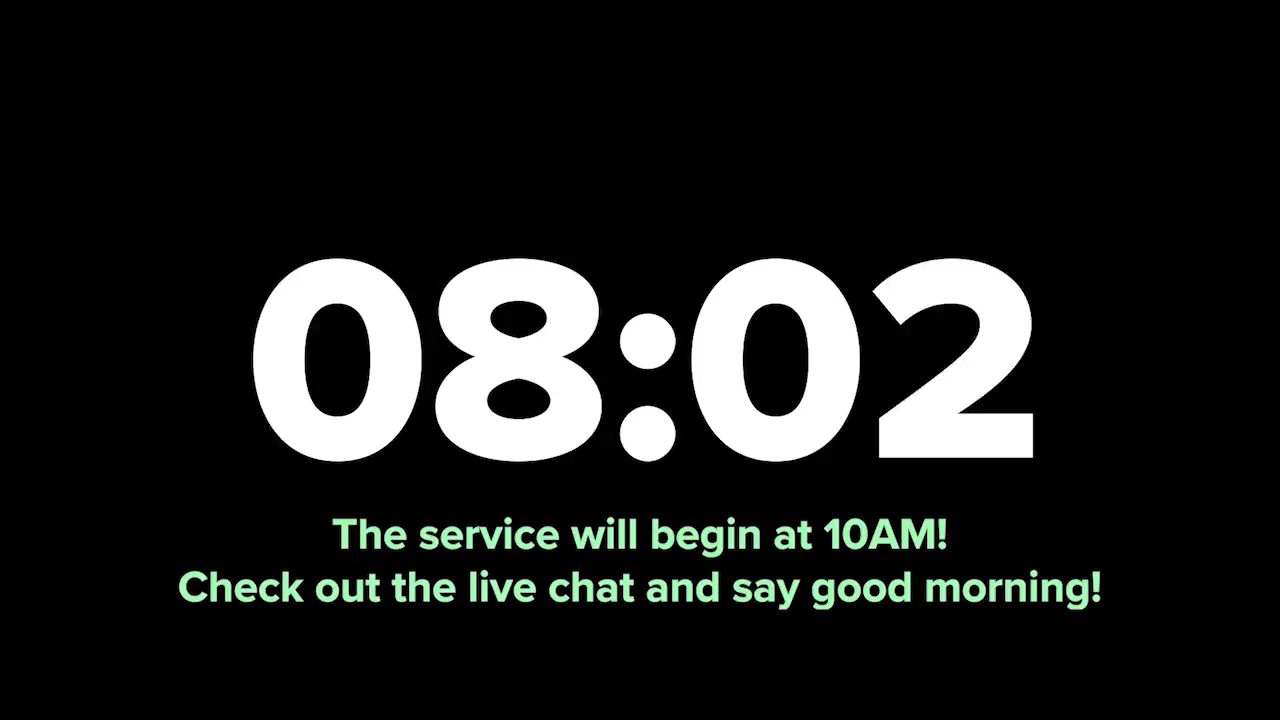 08:02
The service will begin at 10AM!
Check out the live chat and say good morning!